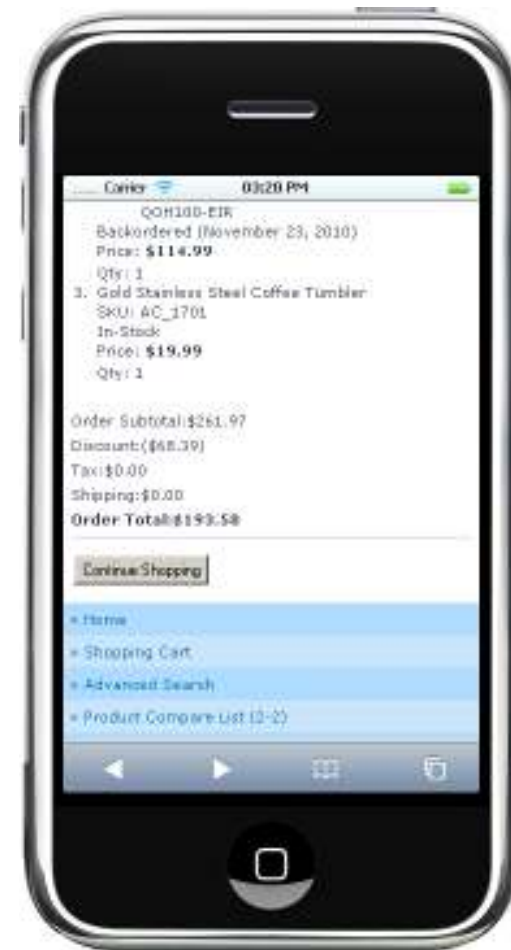 Carrier 03:20 PM
QOH100-EIR
Backordered (November 23, 2010)
Price: $114.99
Qty: 1
3. Gold Stainless Steel Coffee Tumbler
SKU: AC_1701
In-Stock
Price: $19.99
Qty: 1
Order Subtotal:$261.97
Discount:($68.39)
Tax:$0.00
Shipping:$0.00
Order Total:$193.58
Continue Shopping
» Home
» Shopping Cart
» Advanced Search
» Product Compare List (2-2)